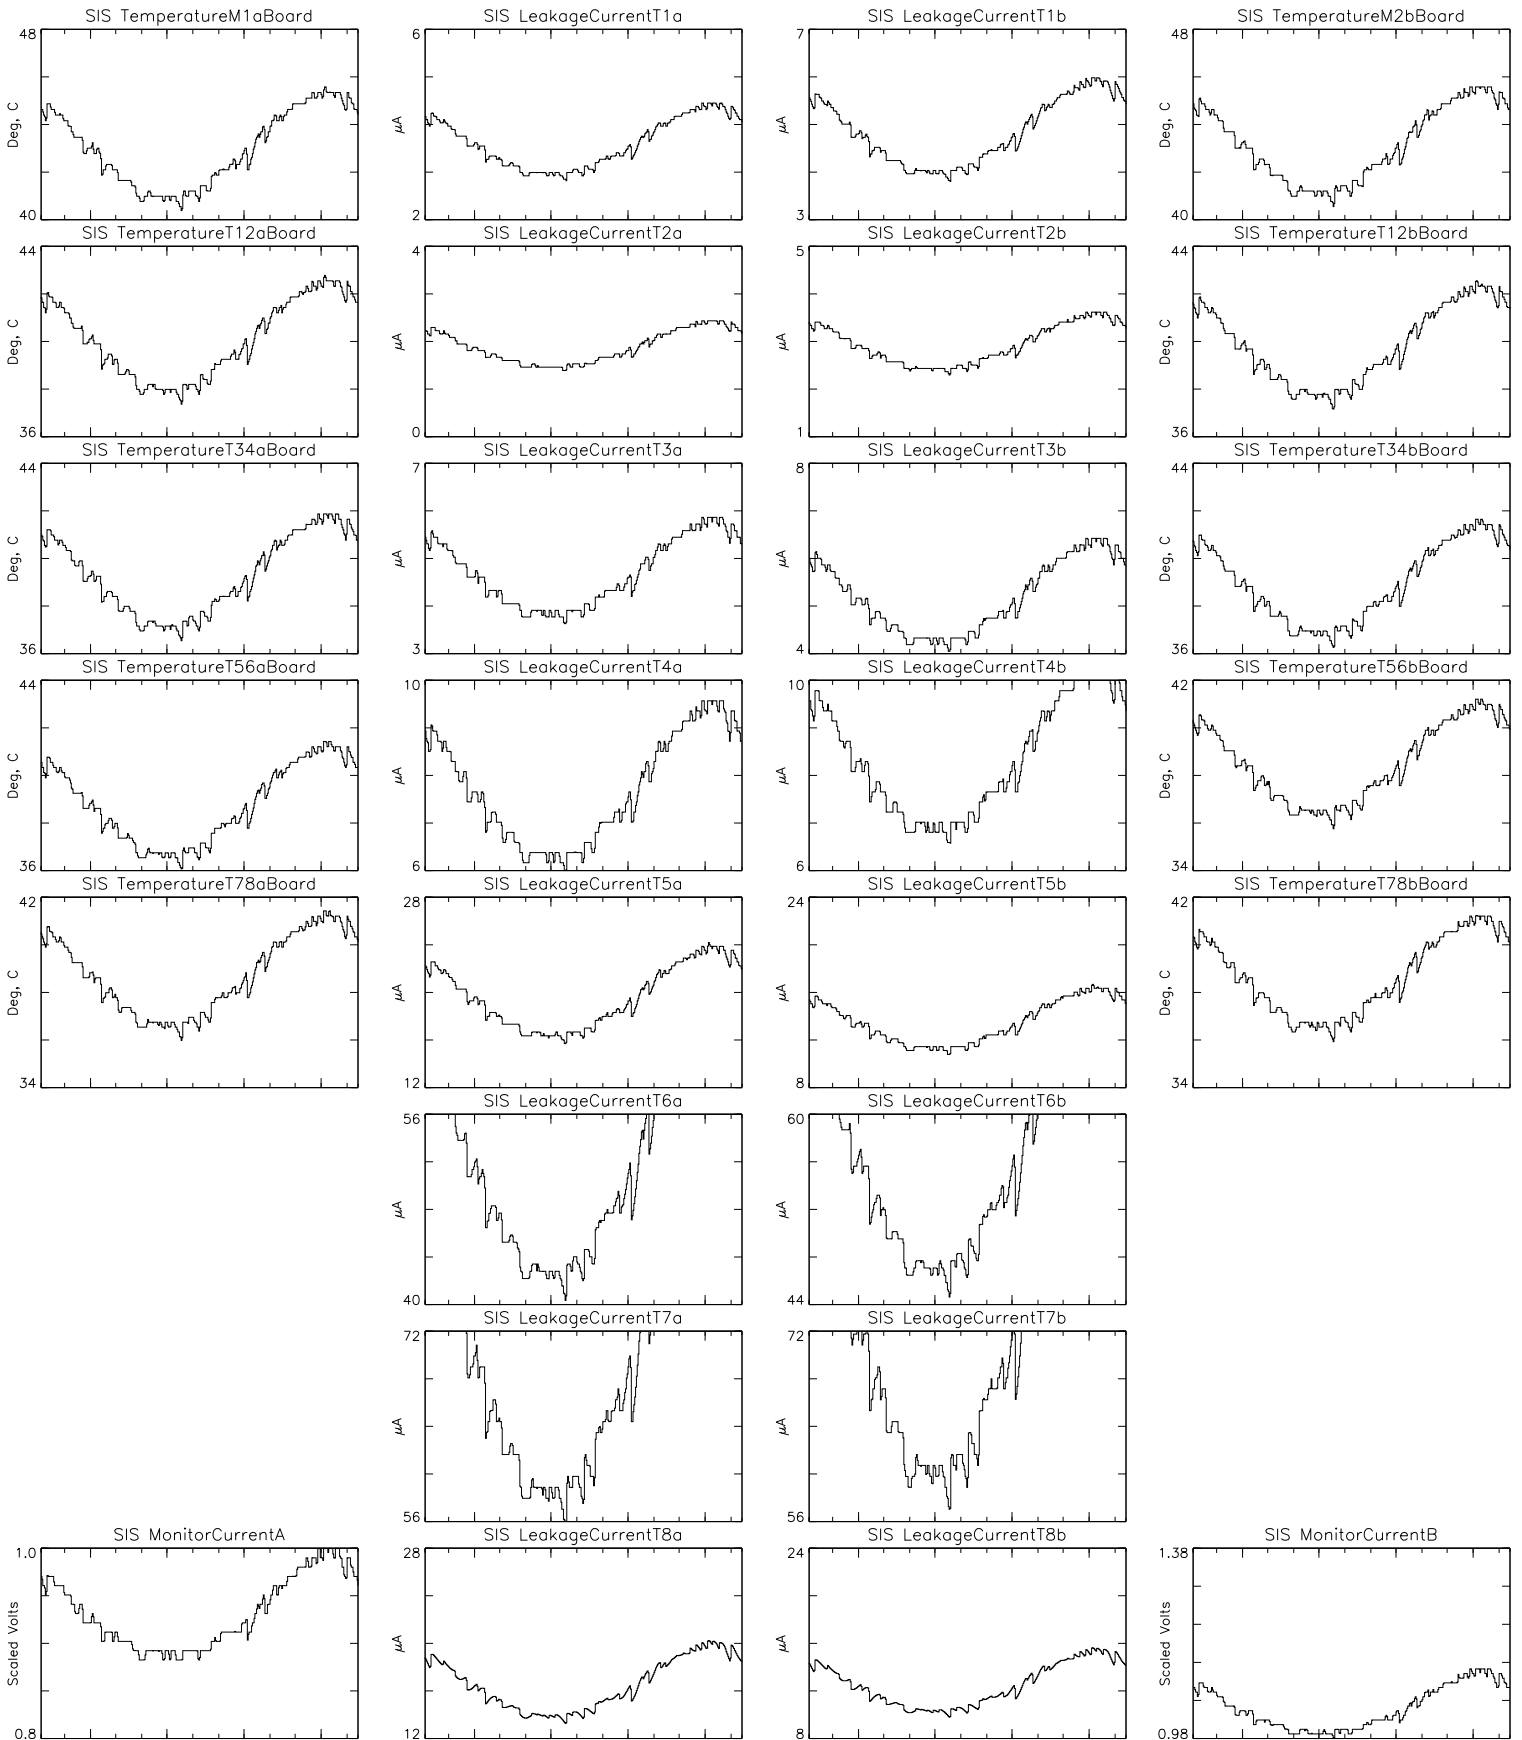 SIS TemperatureM1aBoard
48
Deg, C
40
SIS LeakageCurrentT1a
6
µA
2
SIS LeakageCurrentT1b
7
µA
3
SIS TemperatureM2bBoard
48
Deg, C
40
SIS TemperatureT12aBoard
44
Deg, C
36
SIS LeakageCurrentT2a
4
µA
0
SIS LeakageCurrentT2b
5
µA
1
SIS TemperatureT12bBoard
44
Deg, C
36
SIS TemperatureT34aBoard
44
Deg, C
36
SIS LeakageCurrentT3a
7
µA
3
SIS LeakageCurrentT3b
8
µA
4
SIS TemperatureT34bBoard
44
Deg, C
36
SIS TemperatureT56aBoard
44
Deg, C
36
SIS LeakageCurrentT4a
10
µA
6
SIS LeakageCurrentT4b
10
µA
6
SIS TemperatureT56bBoard
42
Deg, C
34
SIS TemperatureT78aBoard
42
Deg, C
34
SIS LeakageCurrentT5a
28
µA
12
SIS LeakageCurrentT5b
24
µA
8
SIS TemperatureT78bBoard
42
Deg, C
34
SIS LeakageCurrentT6a
56
µA
40
SIS LeakageCurrentT6b
60
µA
44
SIS LeakageCurrentT7a
72
µA
56
SIS LeakageCurrentT7b
72
µA
56
SIS MonitorCurrentA
1.0
Scaled Volts
0.8
SIS LeakageCurrentT8a
28
µA
12
SIS LeakageCurrentT8b
24
µA
8
SIS MonitorCurrentB
1.38
Scaled Volts
0.98